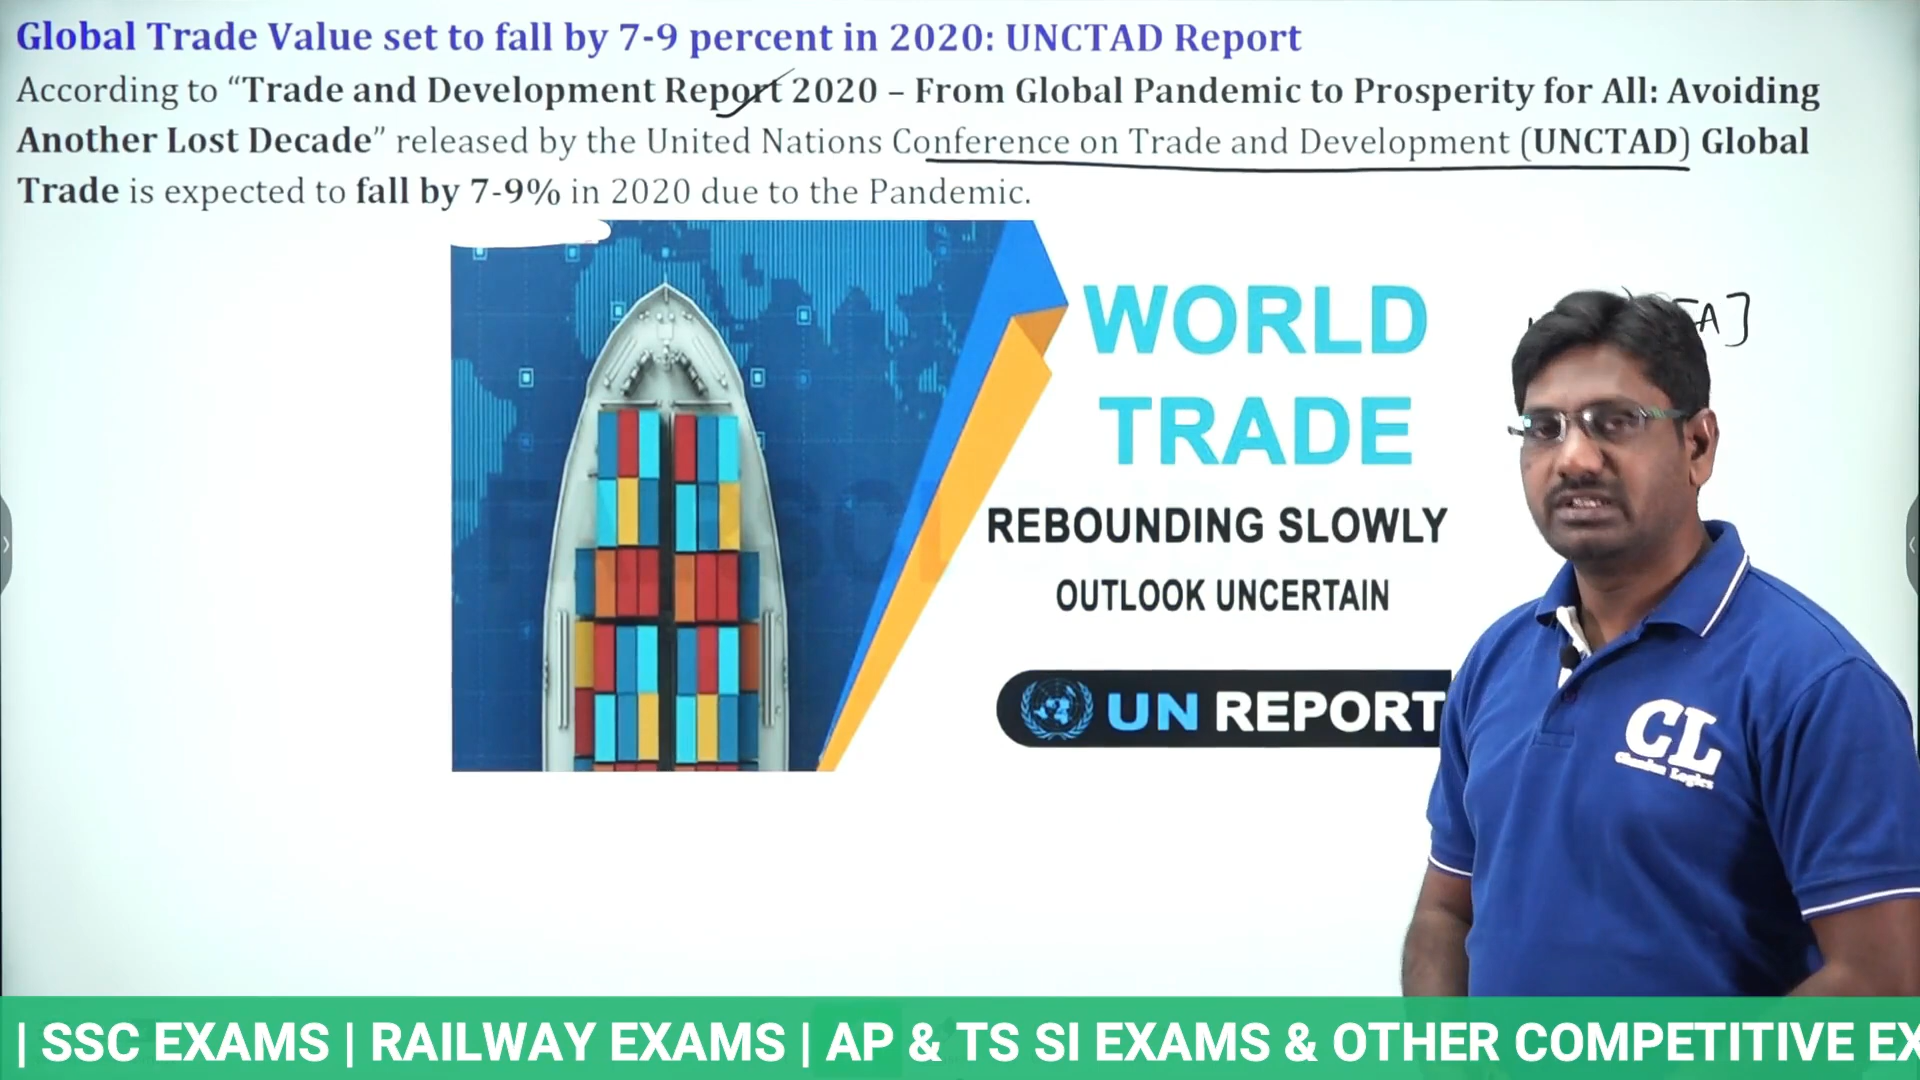 Global Trade Value set to fall by 7-9 percent in 2020: UNCTAD Report
According to “Trade and Development Report 2020 – From Global Pandemic to Prosperity for All: Avoiding
Another Lost Decade” released by the United Nations Conference on Trade and Development (UNCTAD) Global
Trade is expected to fall by 7-9% in 2020 due to the Pandemic.
A]
WORLD
TRADE
REBOUNDING SLOWLY
OUTLOOK UNCERTAIN
UN REPORT
CL
Chandan Logics
| SSC EXAMS | RAILWAY EXAMS | AP & TS SI EXAMS & OTHER COMPETITIVE EX